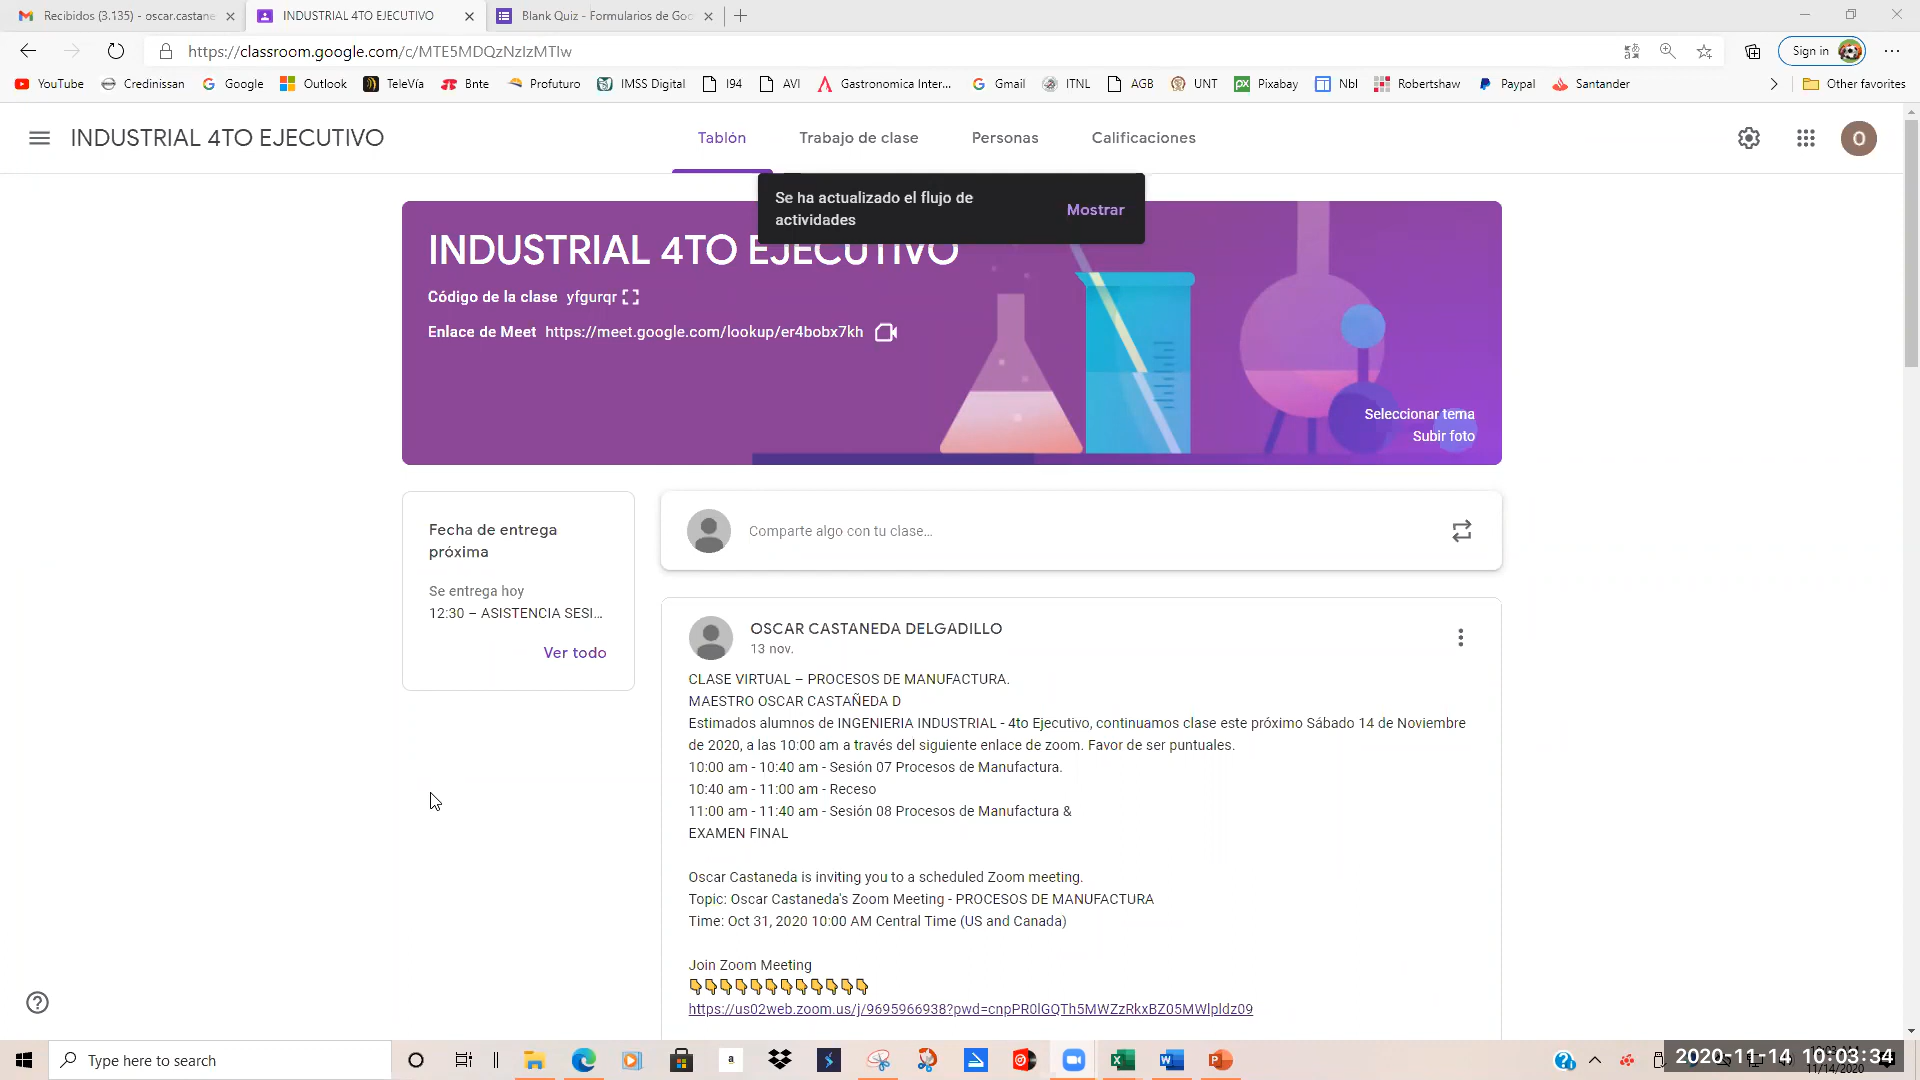 Recibidos (3.135) - oscar.castane
INDUSTRIAL 4TO EJECUTIVO
Blank Quiz - Formularios de Goo
https://classroom.google.com/c/MTE5MDQzNzIzMTIw
Sign in
YouTube
Credinissan
Google
Outlook
TeleVía
Bnte
Profuturo
IMSS Digital
I94
AVI
Gastronomica Inter...
Gmail
ITNL
AGB
UNT
Pixabay
Nbl
Robertshaw
Paypal
Santander
Other favorites
INDUSTRIAL 4TO EJECUTIVO
Tablón
Trabajo de clase
Personas
Calificaciones
O
Se ha actualizado el flujo de
actividades
Mostrar
INDUSTRIAL 4TO EJECUTIVO
Código de la clase yfgurqr
Enlace de Meet https://meet.google.com/lookup/er4bobx7kh
Seleccionar tema
Subir foto
Fecha de entrega
próxima
Se entrega hoy
12:30 – ASISTENCIA SESI...
Ver todo
Comparte algo con tu clase...
OSCAR CASTANEDA DELGADILLO
13 nov.
CLASE VIRTUAL – PROCESOS DE MANUFACTURA.
MAESTRO OSCAR CASTAÑEDA D
Estimados alumnos de INGENIERIA INDUSTRIAL - 4to Ejecutivo, continuamos clase este próximo Sábado 14 de Noviembre
de 2020, a las 10:00 am a través del siguiente enlace de zoom. Favor de ser puntuales.
10:00 am - 10:40 am - Sesión 07 Procesos de Manufactura.
10:40 am - 11:00 am - Receso
11:00 am - 11:40 am - Sesión 08 Procesos de Manufactura &
EXAMEN FINAL
Oscar Castaneda is inviting you to a scheduled Zoom meeting.
Topic: Oscar Castaneda's Zoom Meeting - PROCESOS DE MANUFACTURA
Time: Oct 31, 2020 10:00 AM Central Time (US and Canada)
Join Zoom Meeting
👇👇👇👇👇👇👇👇👇👇👇👇
https://us02web.zoom.us/j/9695966938?pwd=cnpPR0lGQTh5MWZzRkxBZ05MWlpldz09
Type here to search
2020-11-14 10:03:34
11/14/2020